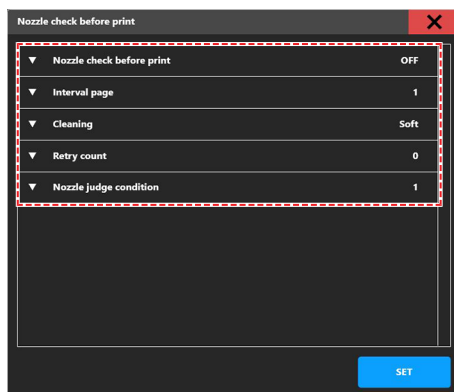 Nozzle check before print
Nozzle check before print OFF
Interval page 1
Cleaning Soft
Retry count 0
Nozzle judge condition 1
SET